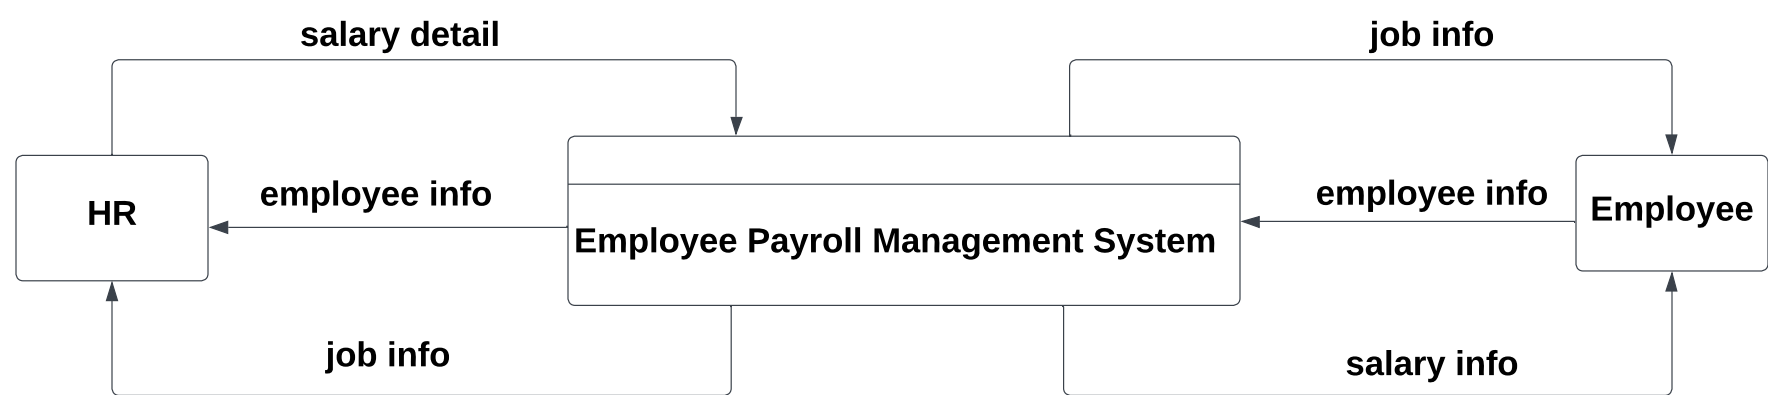 salary detail
job info
HR
employee info
Employee Payroll Management System
employee info
Employee
job info
salary info